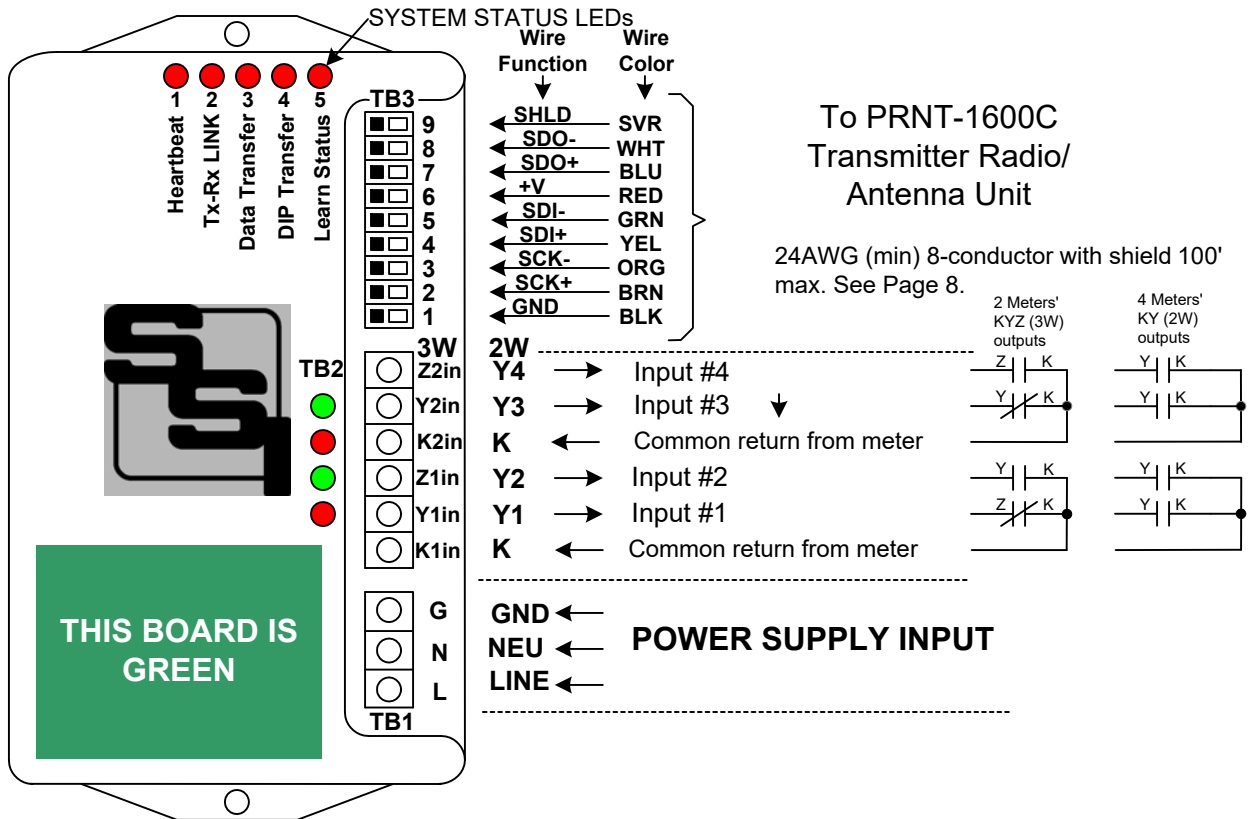 SYSTEM STATUS LEDs
1 2 3 4 5
Heartbeat
Tx-Rx LINK
Data Transfer
DIP Transfer
Learn Status
TB3
Wire Function
Wire Color
9 SHLD SVR
8 SDO- WHT
7 SDO+ BLU
6 +V RED
5 SDI- GRN
4 SDI+ YEL
3 SCK- ORG
2 SCK+ BRN
1 GND BLK
To PRNT-1600C
Transmitter Radio/
Antenna Unit
24AWG (min) 8-conductor with shield 100'
max. See Page 8.
2 Meters'
KYZ (3W)
outputs
4 Meters'
KY (2W)
outputs
SSI
TB2
3W 2W
Z2in Y4 Input #4
Y2in Y3 Input #3
K2in K Common return from meter
Z1in Y2 Input #2
Y1in Y1 Input #1
K1in K Common return from meter
Z K Y K
Y K Y K
Y K Y K
Z K Y K
G GND
N NEU
L LINE
POWER SUPPLY INPUT
TB1
THIS BOARD IS
GREEN